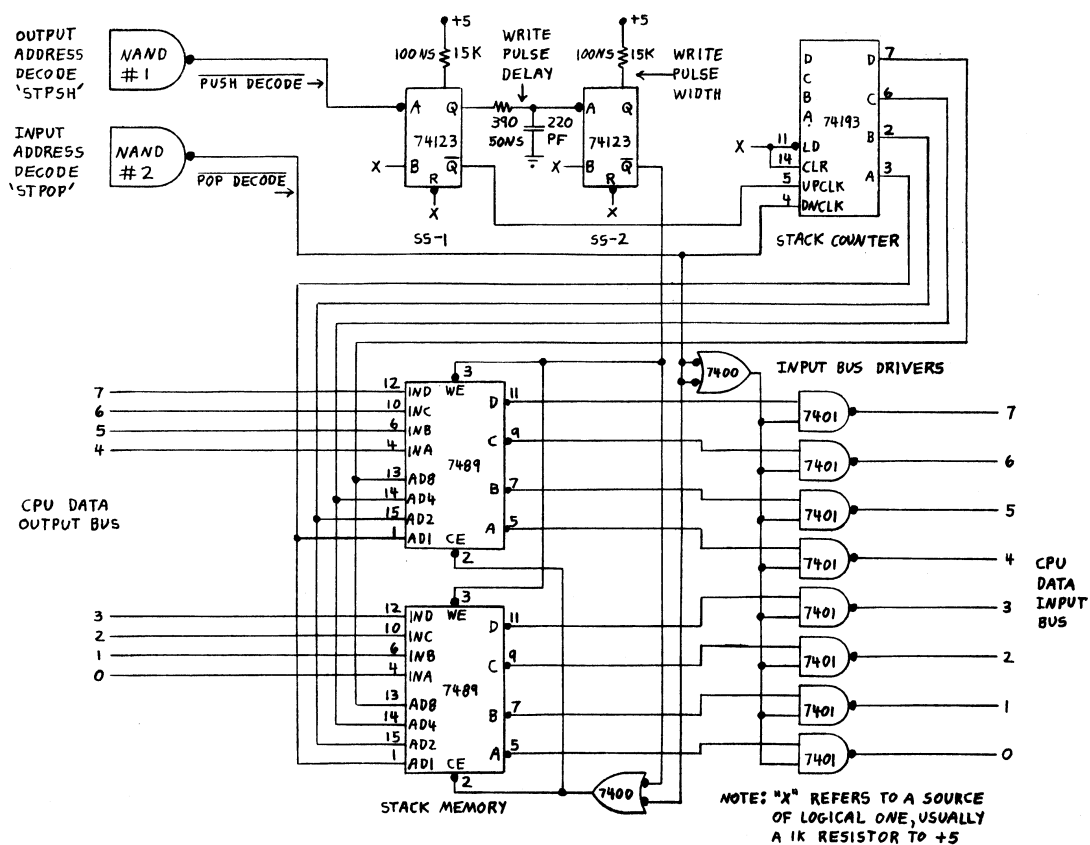 OUTPUT
ADDRESS
DECODE
'STPSH'
NAND
#1
PUSH DECODE
INPUT
ADDRESS
DECODE
'STPOP'
NAND
#2
POP DECODE
+5
100NS
15K
A
Q
74123
X
B
Q
R
X
SS-1
WRITE
PULSE
DELAY
390
50NS
220
PF
+5
100NS
15K
WRITE
PULSE
WIDTH
A
Q
74123
X
B
Q
R
X
SS-2
D
C
B
A
D
C
B
A
7
6
2
3
74193
X
11
LD
14
CLR
5
UPCLK
4
DNCLK
STACK COUNTER
7400
INPUT BUS DRIVERS
CPU DATA
OUTPUT BUS
7
6
5
4
12
IND
10
INC
6
INB
4
INA
13
AD8
14
AD4
15
AD2
1
AD1
3
WE
7489
D
11
C
9
B
7
A
5
CE
2
3
2
1
0
12
IND
10
INC
6
INB
4
INA
13
AD8
14
AD4
15
AD2
1
AD1
3
WE
7489
D
11
C
9
B
7
A
5
CE
2
STACK MEMORY
7400
7401
7
7401
6
7401
5
7401
4
7401
3
7401
2
7401
1
7401
0
CPU
DATA
INPUT
BUS
NOTE: "X" REFERS TO A SOURCE
OF LOGICAL ONE, USUALLY
A 1K RESISTOR TO +5